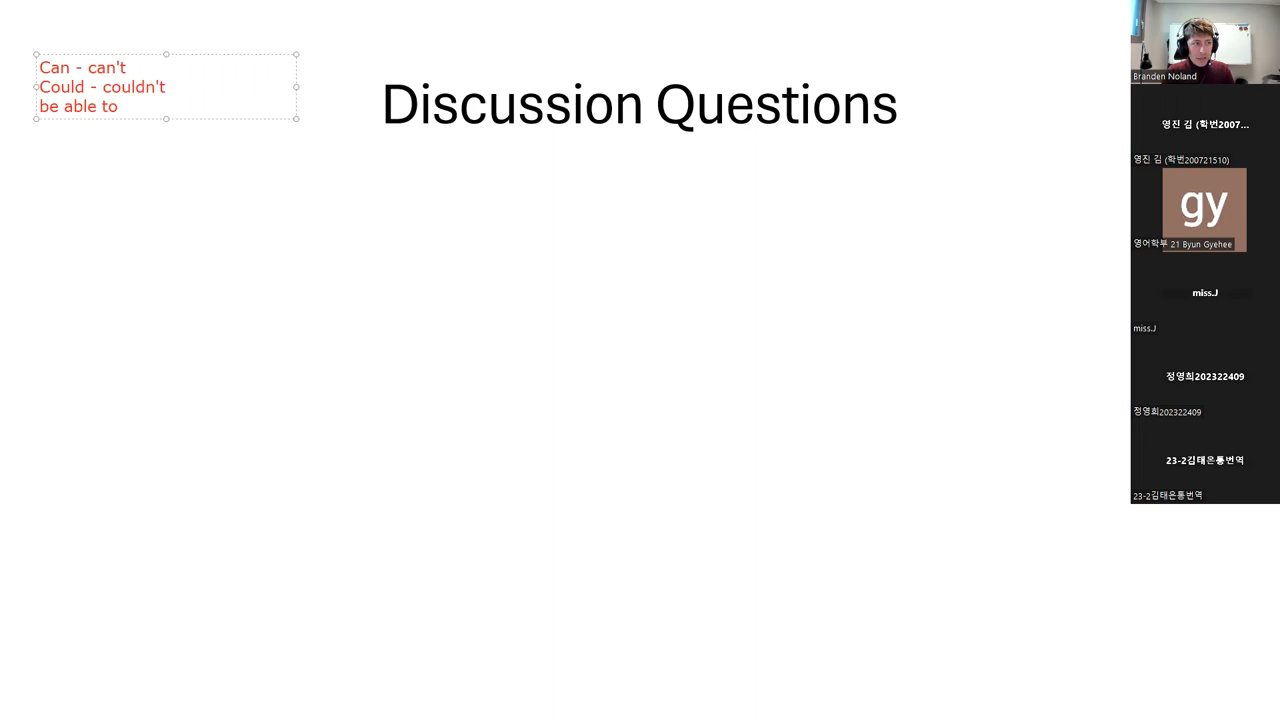 Can - can't
Could - couldn't
be able to
Discussion Questions
Branden Noland
영진 김 (학번2007...
영진 김 (학번200721510)
gy
영어학부 21 Byun Gyehee
miss.J
miss.J
정영희202322409
정영희202322409
23-2김태은통번역
23-2김태은통번역